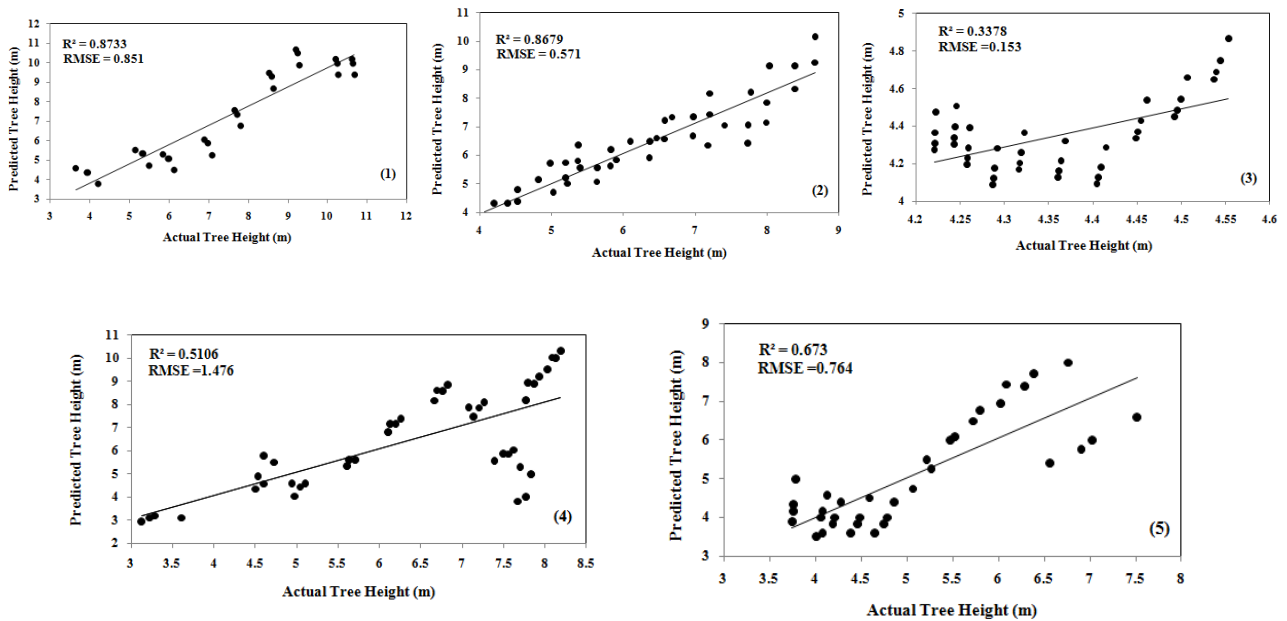 R² = 0.8733
RMSE = 0.851
Predicted Tree Height (m)
12
11
10
9
8
7
6
5
4
3
(1)
3 4 5 6 7 8 9 10 11 12
Actual Tree Height (m)
R² = 0.8679
RMSE = 0.571
Predicted Tree Height (m)
11
10
9
8
7
6
5
4
(2)
4 5 6 7 8 9
Actual Tree Height (m)
R² = 0.3378
RMSE =0.153
Predicted Tree Height (m)
5
4.8
4.6
4.4
4.2
4
(3)
4.2 4.25 4.3 4.35 4.4 4.45 4.5 4.55 4.6
Actual Tree Height (m)
R² = 0.5106
RMSE =1.476
Predicted Tree Height (m)
11
10
9
8
7
6
5
4
3
2
(4)
3 3.5 4 4.5 5 5.5 6 6.5 7 7.5 8 8.5
Actual Tree Height (m)
R² = 0.673
RMSE =0.764
Predicted Tree Height (m)
9
8
7
6
5
4
3
(5)
3 3.5 4 4.5 5 5.5 6 6.5 7 7.5 8
Actual Tree Height (m)